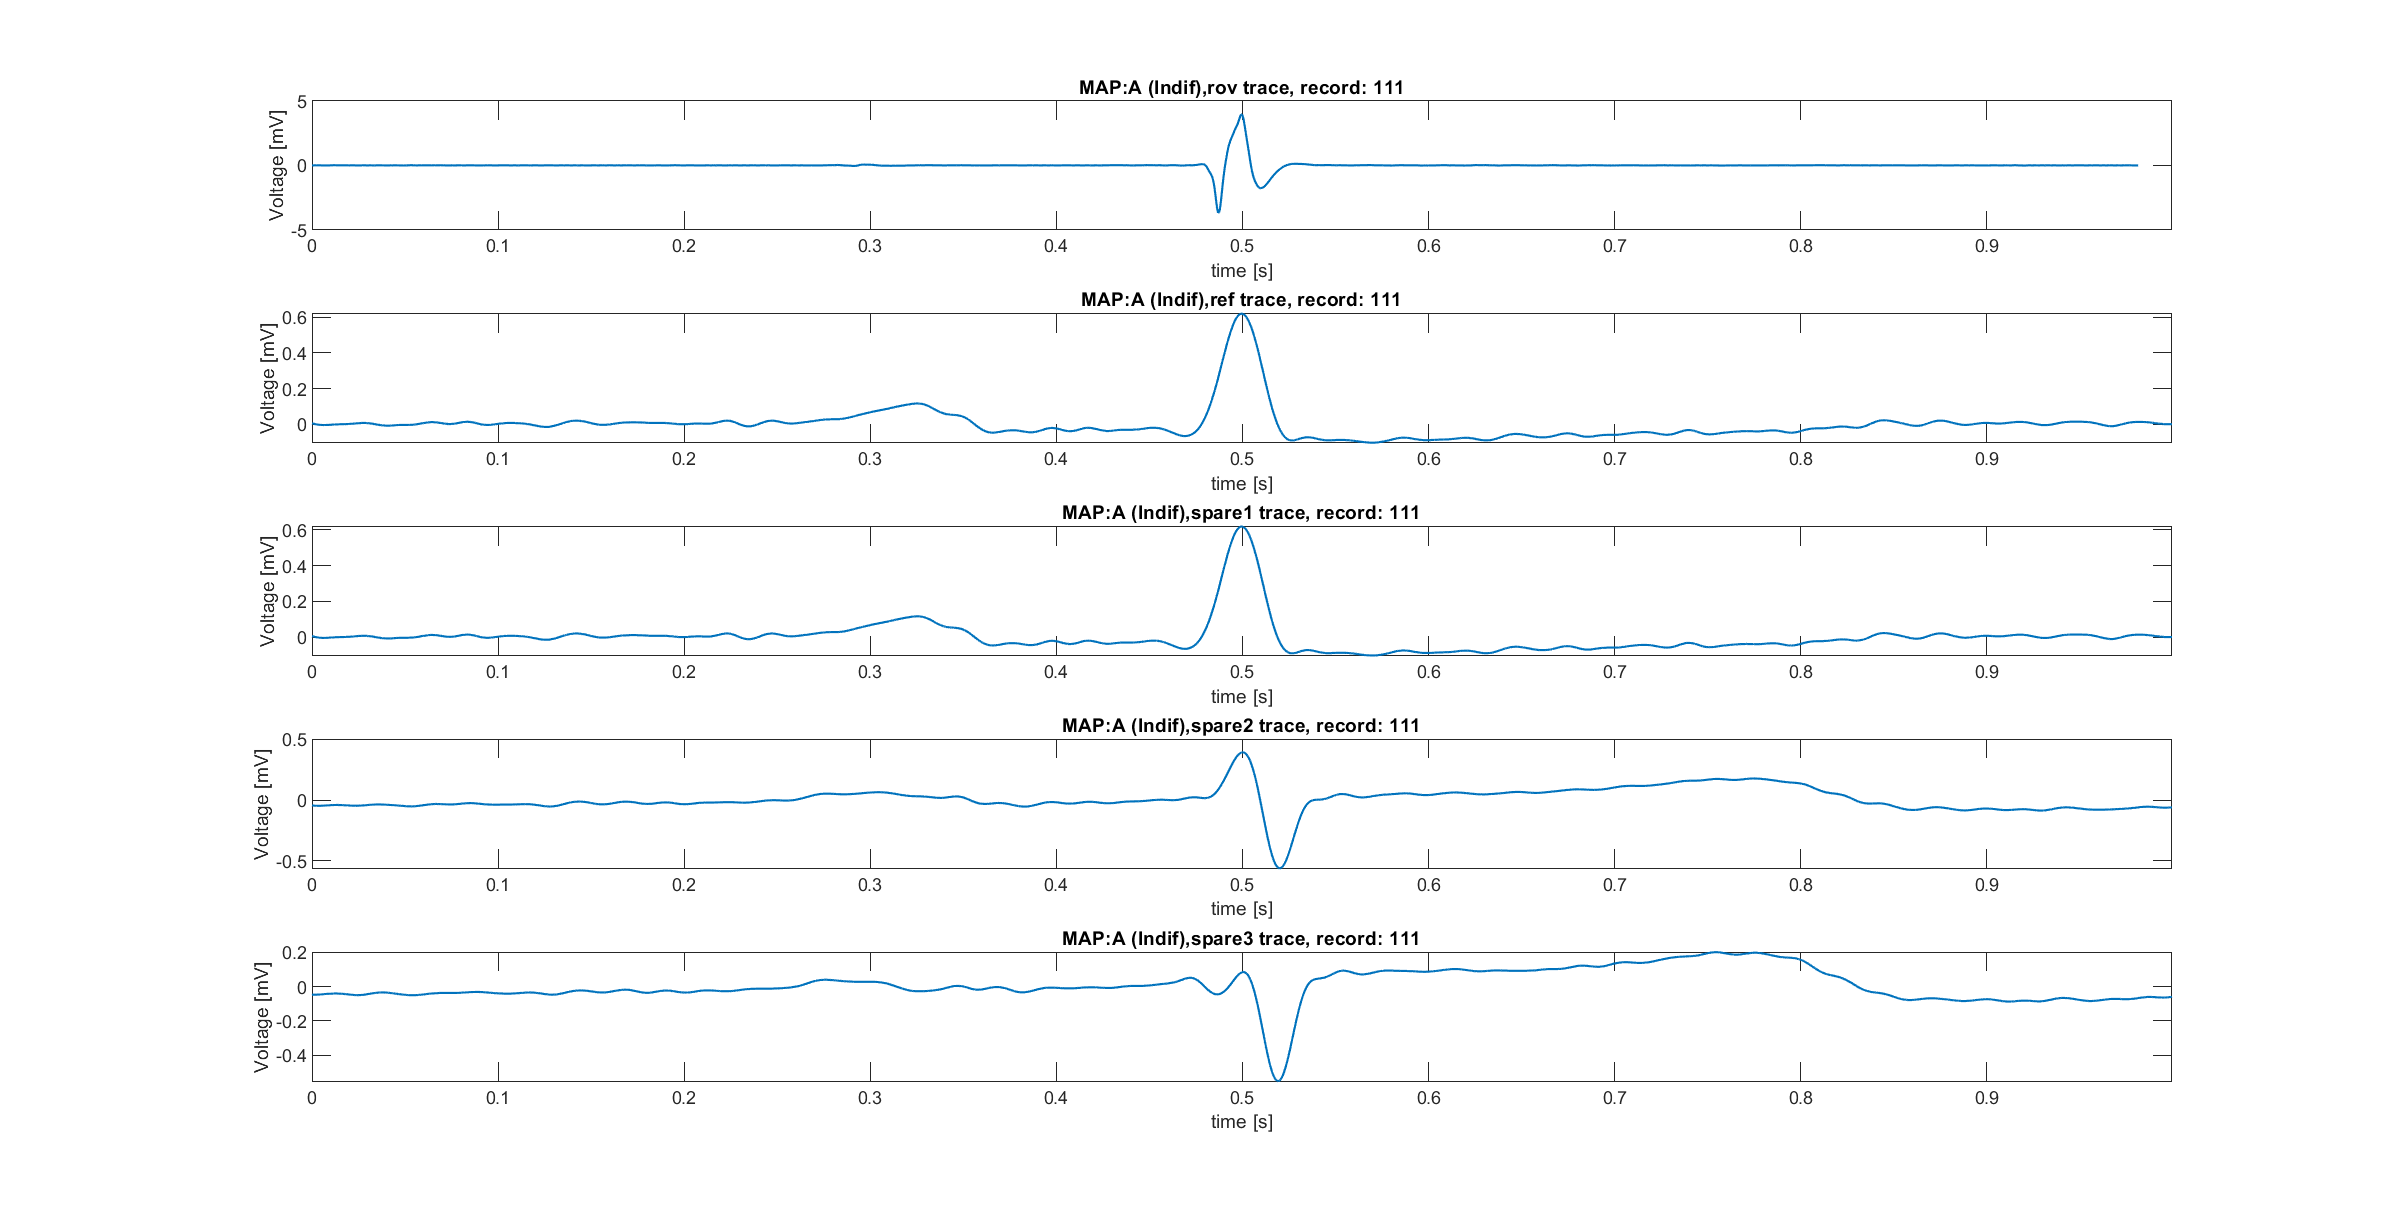 MAP:A (Indif),rov trace, record: 111
Voltage [mV]
5
0
-5
0 0.1 0.2 0.3 0.4 0.5 0.6 0.7 0.8 0.9
time [s]
MAP:A (Indif),ref trace, record: 111
Voltage [mV]
0.6
0.4
0.2
0
0 0.1 0.2 0.3 0.4 0.5 0.6 0.7 0.8 0.9
time [s]
MAP:A (Indif),spare1 trace, record: 111
Voltage [mV]
0.6
0.4
0.2
0
0 0.1 0.2 0.3 0.4 0.5 0.6 0.7 0.8 0.9
time [s]
MAP:A (Indif),spare2 trace, record: 111
Voltage [mV]
0.5
0
-0.5
0 0.1 0.2 0.3 0.4 0.5 0.6 0.7 0.8 0.9
time [s]
MAP:A (Indif),spare3 trace, record: 111
Voltage [mV]
0.2
0
-0.2
-0.4
0 0.1 0.2 0.3 0.4 0.5 0.6 0.7 0.8 0.9
time [s]